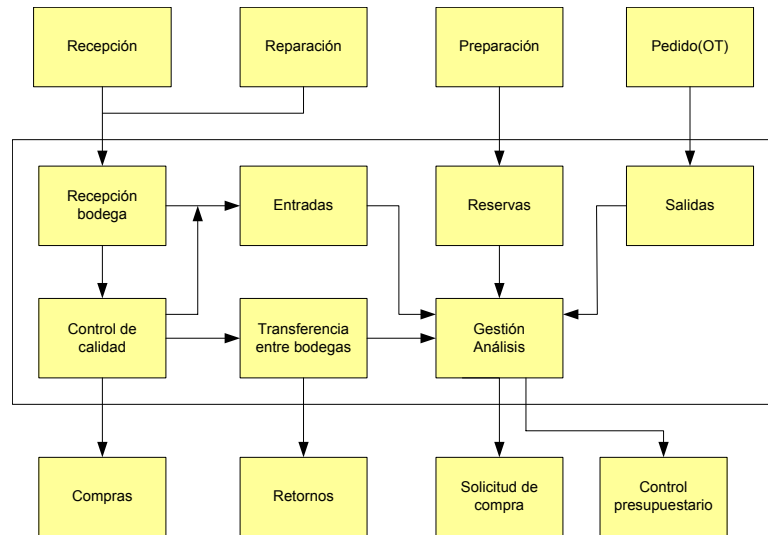 Recepción
Reparación
Preparación
Pedido(OT)
Recepción
bodega
Entradas
Reservas
Salidas
Control de
calidad
Transferencia
entre bodegas
Gestión
Análisis
Compras
Retornos
Solicitud de
compra
Control
presupuestario